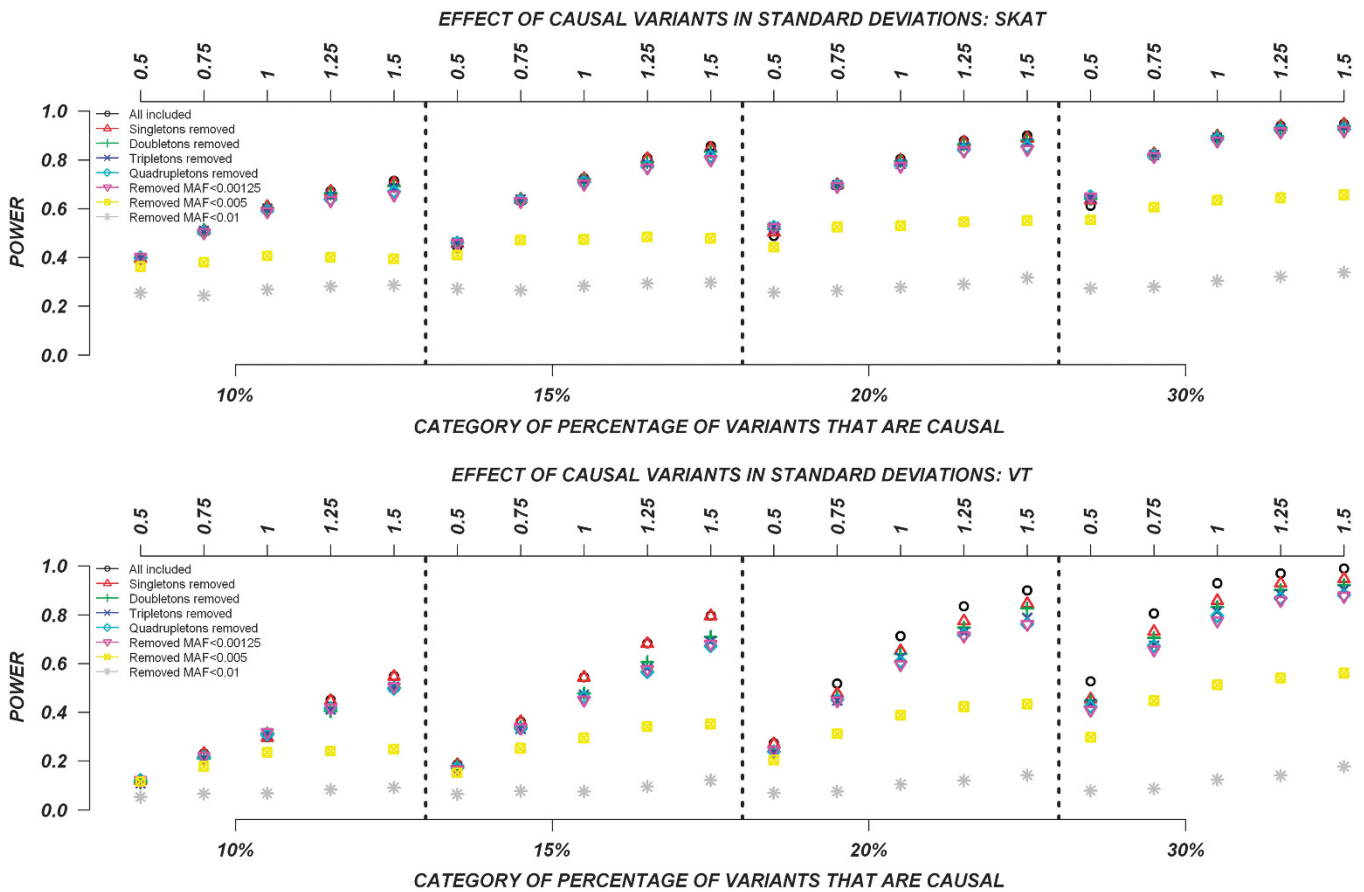 EFFECT OF CAUSAL VARIANTS IN STANDARD DEVIATIONS: SKAT
0.5 0.75 1 1.25 1.5 0.5 0.75 1 1.25 1.5 0.5 0.75 1 1.25 1.5 0.5 0.75 1 1.25 1.5
POWER
1.0
0.8
0.6
0.4
0.2
0.0
All included
Singletons removed
Doubletons removed
Tripletons removed
Quadrupletons removed
Removed MAF<0.00125
Removed MAF<0.005
Removed MAF<0.01
10% 15% 20% 30%
CATEGORY OF PERCENTAGE OF VARIANTS THAT ARE CAUSAL
EFFECT OF CAUSAL VARIANTS IN STANDARD DEVIATIONS: VT
0.5 0.75 1 1.25 1.5 0.5 0.75 1 1.25 1.5 0.5 0.75 1 1.25 1.5 0.5 0.75 1 1.25 1.5
POWER
1.0
0.8
0.6
0.4
0.2
0.0
All included
Singletons removed
Doubletons removed
Tripletons removed
Quadrupletons removed
Removed MAF<0.00125
Removed MAF<0.005
Removed MAF<0.01
10% 15% 20% 30%
CATEGORY OF PERCENTAGE OF VARIANTS THAT ARE CAUSAL